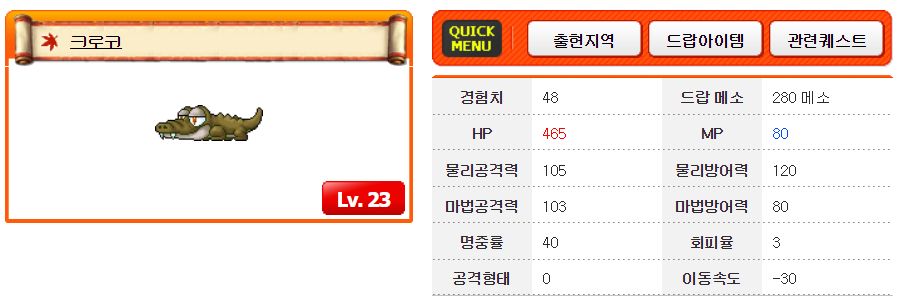 크로코
Lv. 23
QUICK MENU 출현지역 드랍아이템 관련퀘스트
경험치 48 드랍 메소 280 메소
HP 465 MP 80
물리공격력 105 물리방어력 120
마법공격력 103 마법방어력 80
명중률 40 회피율 3
공격형태 0 이동속도 -30